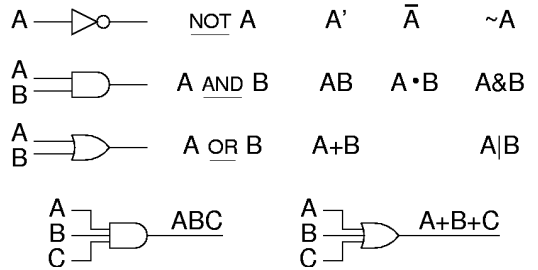 A NOT A A' Ā ~A
A
B A AND B AB A•B A&B
A
B A OR B A+B A|B
A
B
C ABC
A
B
C A+B+C